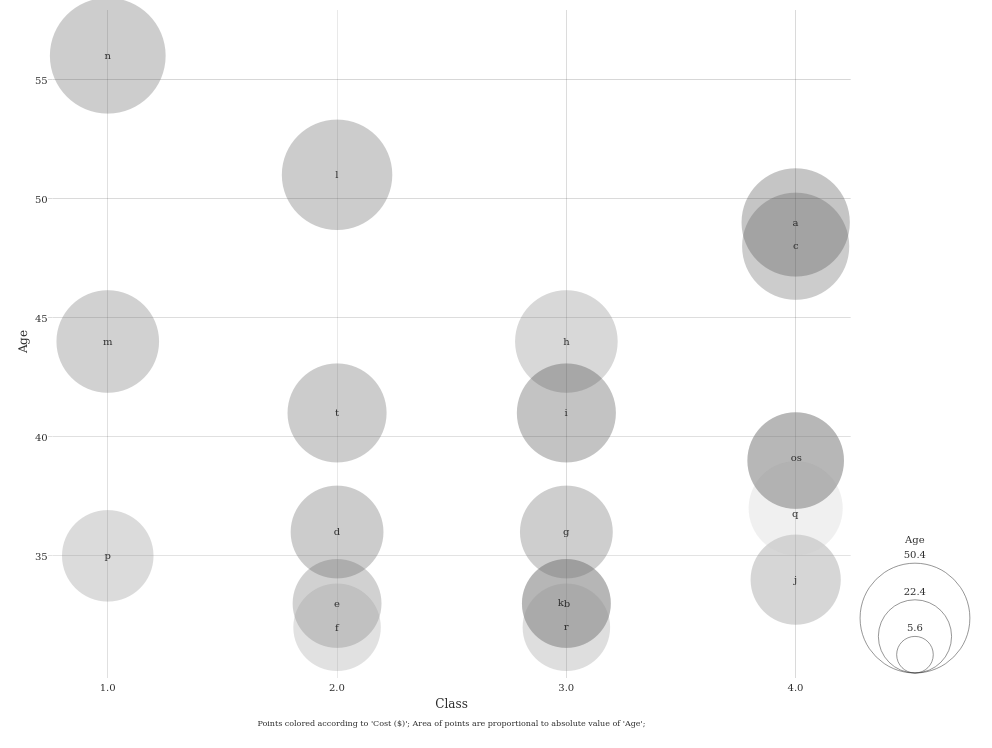 n
55
l
50
a
c
45
m
h
Age
t
i
40
os
q
d
g
p
35
j
e
kb
f
r
Age
50.4
22.4
5.6
1.0
2.0
3.0
4.0
Class
Points colored according to 'Cost ($)'; Area of points are proportional to absolute value of 'Age';